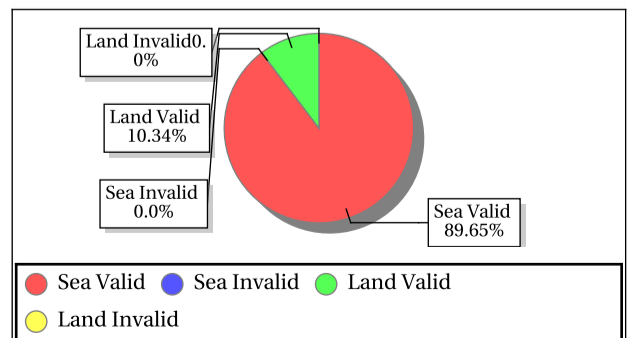 Land Invalid0.
0%
Land Valid
10.34%
Sea Invalid
0.0%
Sea Valid
89.65%
Sea Valid Sea Invalid Land Valid
Land Invalid